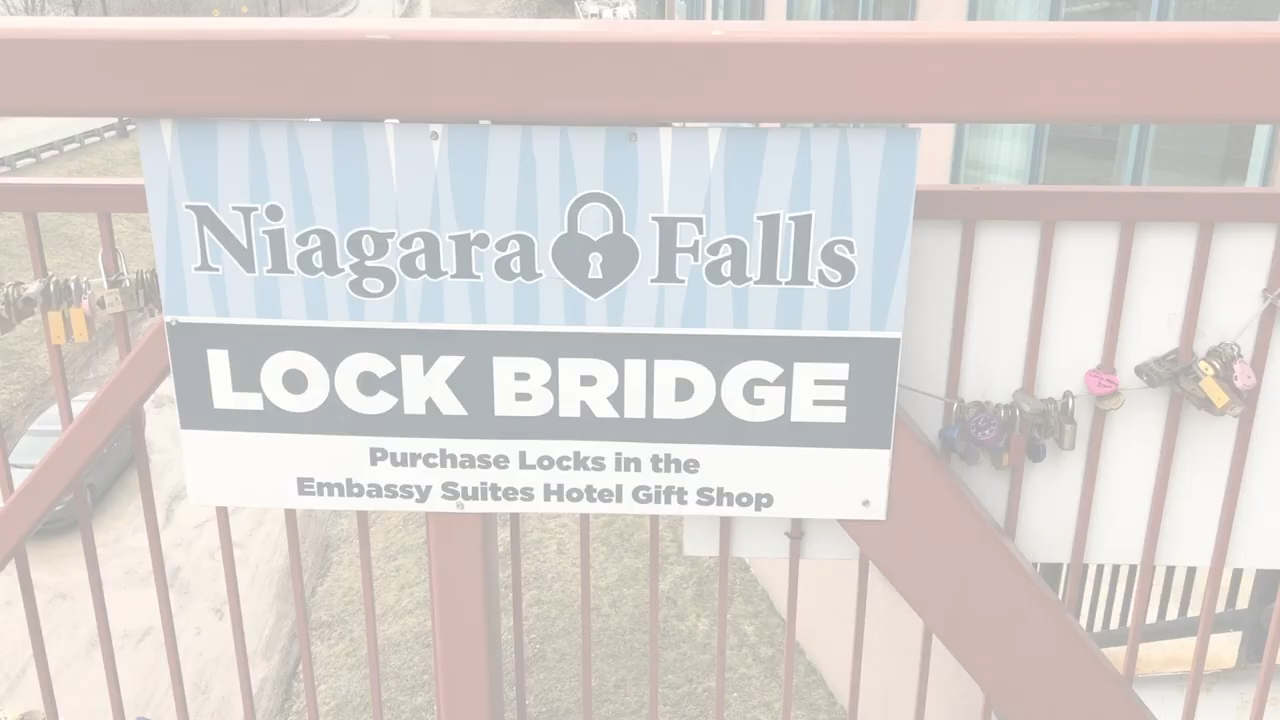 Niagara Falls
LOCK BRIDGE
Purchase Locks in the
Embassy Suites Hotel Gift Shop